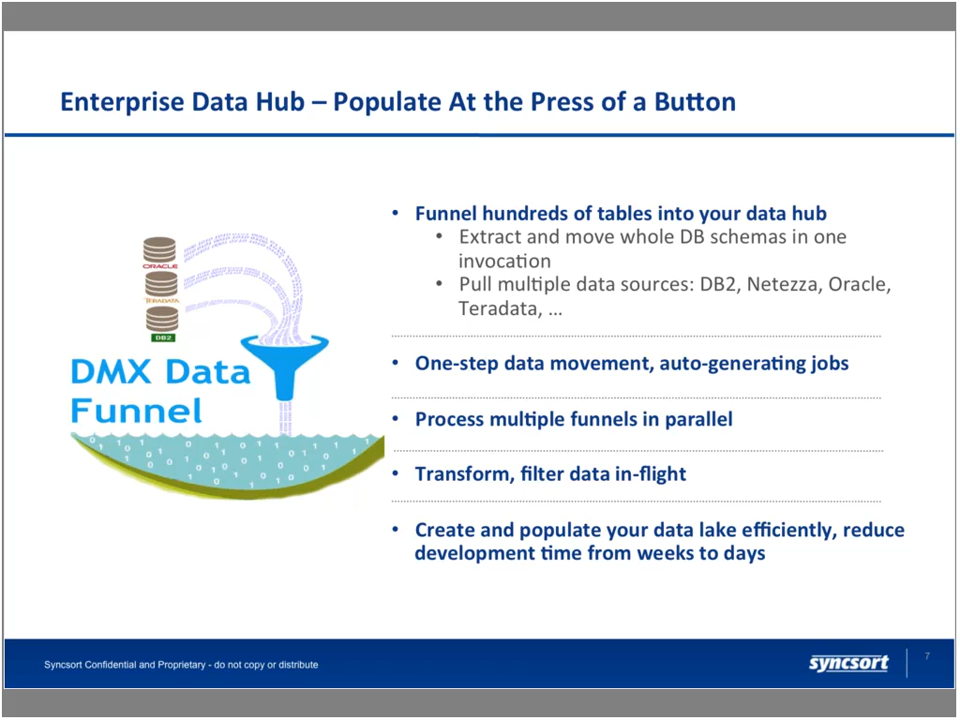 Enterprise Data Hub – Populate At the Press of a Button
• Funnel hundreds of tables into your data hub
• Extract and move whole DB schemas in one
invocation
• Pull multiple data sources: DB2, Netezza, Oracle,
Teradata, ...
• One-step data movement, auto-generating jobs
• Process multiple funnels in parallel
• Transform, filter data in-flight
• Create and populate your data lake efficiently, reduce
development time from weeks to days
ORACLE
TERADATA
DB2
DMX Data
Funnel
Syncsort Confidential and Proprietary - do not copy or distribute
syncsort
7